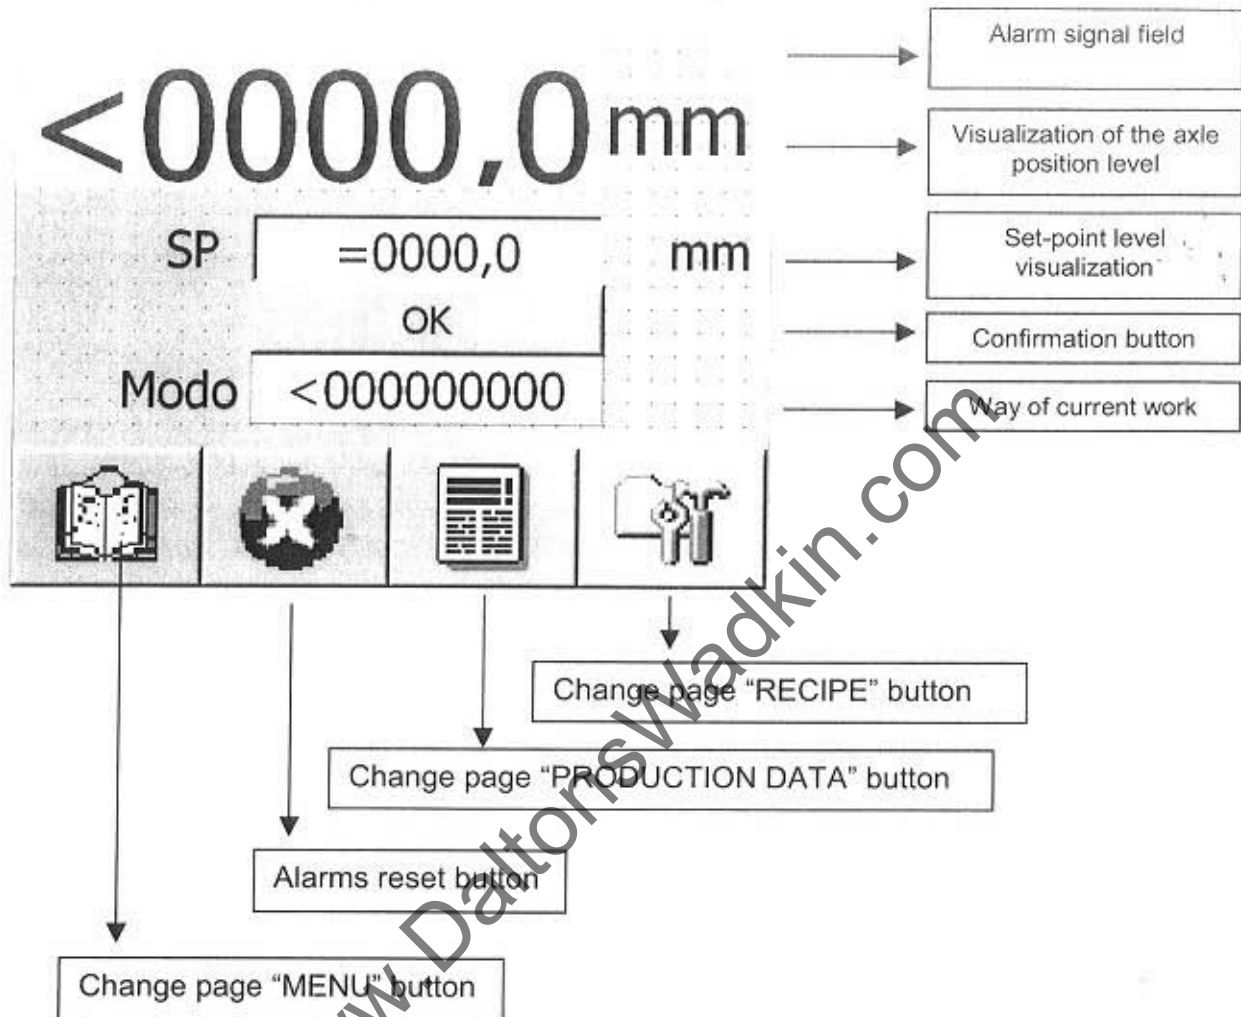 Alarm signal field
<0000,0 mm
Visualization of the axle
position level
SP =0000,0 mm
Set-point level
visualization
OK
Confirmation button
Modo <000000000
Way of current work
Change page “RECIPE” button
Change page “PRODUCTION DATA” button
Alarms reset button
Change page “MENU” button
www.DaltonsWadkin.com